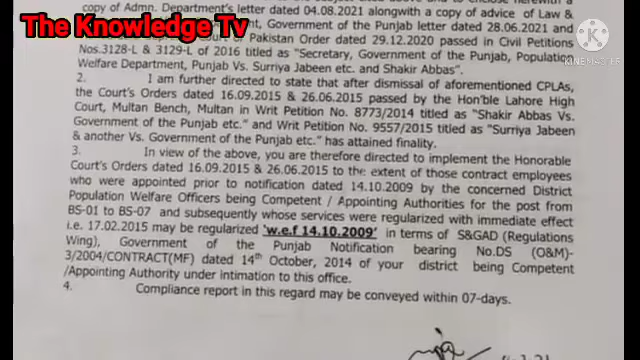 The Knowledge Tv
KINEMASTER
copy of Admn. Department's letter dated 04.08.2021 alongwith a copy of advice of Law &
Government of the Punjab letter dated 28.06.2021 and
Pakistan Order dated 29.12.2020 passed in Civil Petitions
Nos.3128-L & 3129-L of 2016 titled as "Secretary, Government of the Punjab, Population
Welfare Department, Punjab Vs. Surriya Jabeen etc. and Shakir Abbas".
2. I am further directed to state that after dismissal of aforementioned CPLAs,
the Court's Orders dated 16.09.2015 & 26.06.2015 passed by the Hon'ble Lahore High
Court, Multan Bench, Multan in Writ Petition No. 8773/2014 titled as "Shakir Abbas Vs.
Government of the Punjab etc." and Writ Petition No. 9557/2015 titled as "Surriya Jabeen
& another Vs. Government of the Punjab etc." has attained finality.
3. In view of the above, you are therefore directed to implement the Honorable
Court's Orders dated 16.09.2015 & 26.06.2015 to the extent of those contract employees
who were appointed prior to notification dated 14.10.2009 by the concerned District
Population Welfare Officers being Competent / Appointing Authorities for the post from
BS-01 to BS-07 and subsequently whose services were regularized with immediate effect
i.e. 17.02.2015 may be regularized 'w.e.f 14.10.2009' in terms of S&GAD (Regulations
Wing), Government of the Punjab Notification bearing No.DS (O&M)-
3/2004/CONTRACT(MF) dated 14th October, 2014 of your district being Competent
/Appointing Authority under intimation to this office.
4. Compliance report in this regard may be conveyed within 07-days.